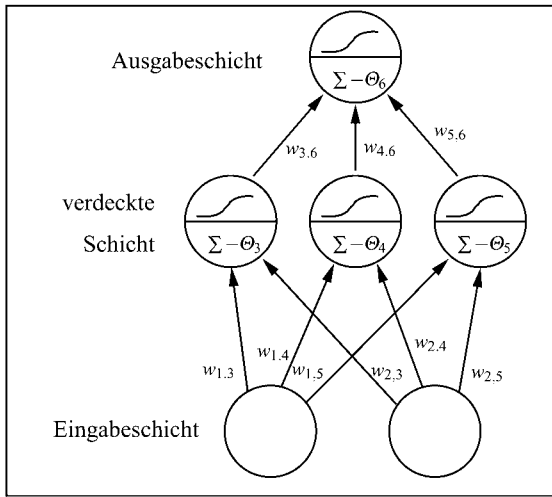 Ausgabeschicht
Σ −Θ6
w3.6
w4.6
w5,6
verdeckte
Schicht
Σ −Θ3
Σ −Θ4
Σ −Θ5
w1.3
w1.4
w1,5
w2,3
w2.4
w2,5
Eingabeschicht